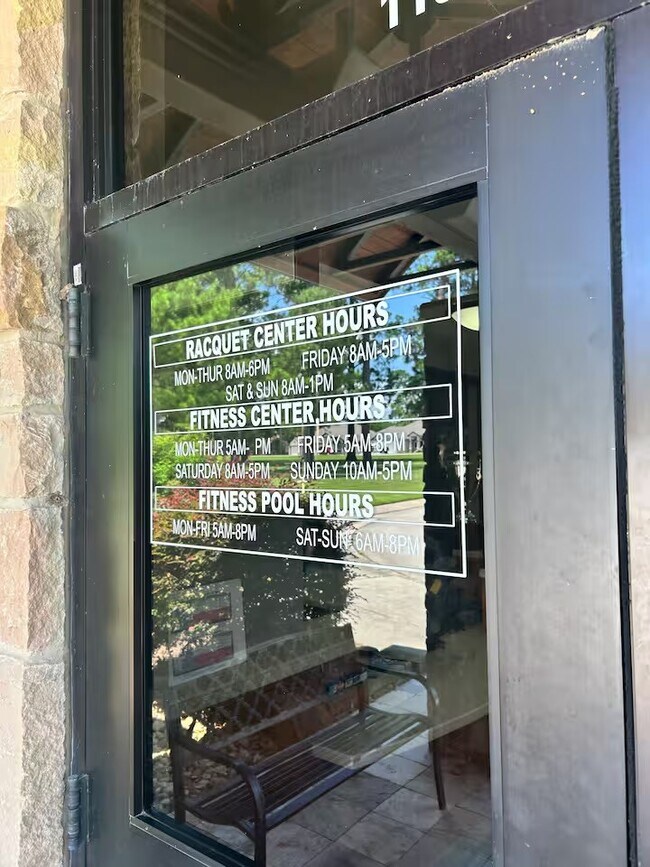 RACQUET CENTER HOURS
MON-THUR 8AM-6PM FRIDAY 8AM-5PM
SAT & SUN 8AM-1PM
FITNESS CENTER HOURS
MON-THUR 5AM- PM FRIDAY 5AM-8PM
SATURDAY 8AM-5PM SUNDAY 10AM-5PM
FITNESS POOL HOURS
MON-FRI 5AM-8PM SAT-SUN 6AM-8PM